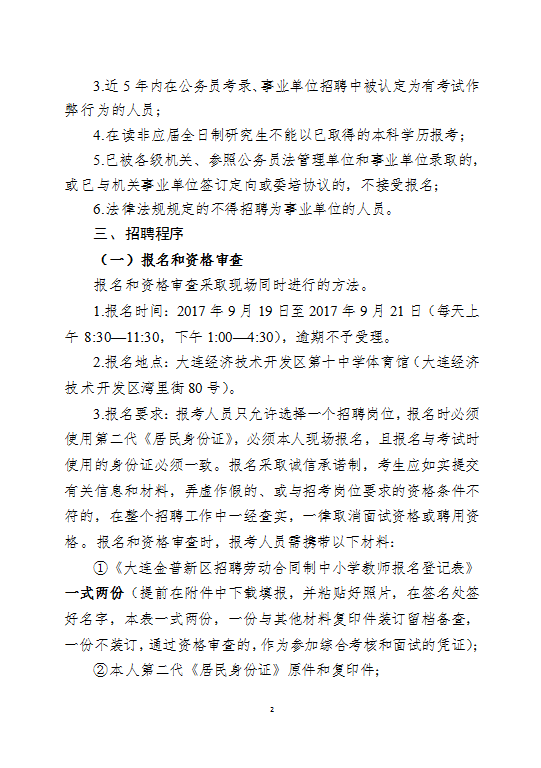 3.近 5 年内在公务员考录、事业单位招聘中被认定为有考试作
弊行为的人员；
4.在读非应届全日制研究生不能以已取得的本科学历报考；
5.已被各级机关、参照公务员法管理单位和事业单位录取的，
或已与机关事业单位签订定向或委培协议的，不接受报名；
6.法律法规规定的不得招聘为事业单位的人员。
三、招聘程序
（一）报名和资格审查
报名和资格审查采取现场同时进行的方法。
1.报名时间：2017 年 9 月 19 日至 2017 年 9 月 21 日（每天上
午 8:30—11:30，下午 1:00—4:30），逾期不予受理。
2.报名地点：大连经济技术开发区第十中学体育馆（大连经济
技术开发区湾里街 80 号）。
3.报名要求：报考人员只允许选择一个招聘岗位，报名时必须
使用第二代《居民身份证》，必须本人现场报名，且报名与考试时
使用的身份证必须一致。报名采取诚信承诺制，考生应如实提交
有关信息和材料，弄虚作假的、或与招考岗位要求的资格条件不
符的，在整个招聘工作中一经查实，一律取消面试资格或聘用资
格。报名和资格审查时，报考人员需携带以下材料：
①《大连金普新区招聘劳动合同制中小学教师报名登记表》
一式两份（提前在附件中下载填报，并粘贴好照片，在签名处签
好名字，本表一式两份，一份与其他材料复印件装订留档备查，
一份不装订，通过资格审查的，作为参加综合考核和面试的凭证）；
②本人第二代《居民身份证》原件和复印件；
2